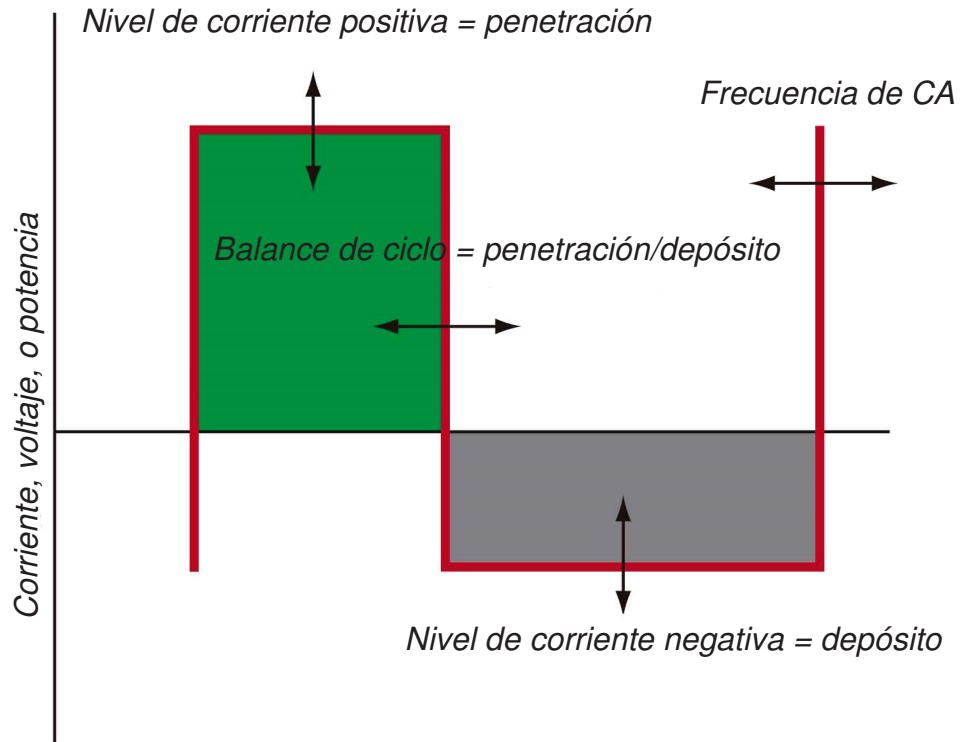 Nivel de corriente positiva = penetración
Frecuencia de CA
Balance de ciclo = penetración/depósito
Corriente, voltaje, o potencia
Nivel de corriente negativa = depósito